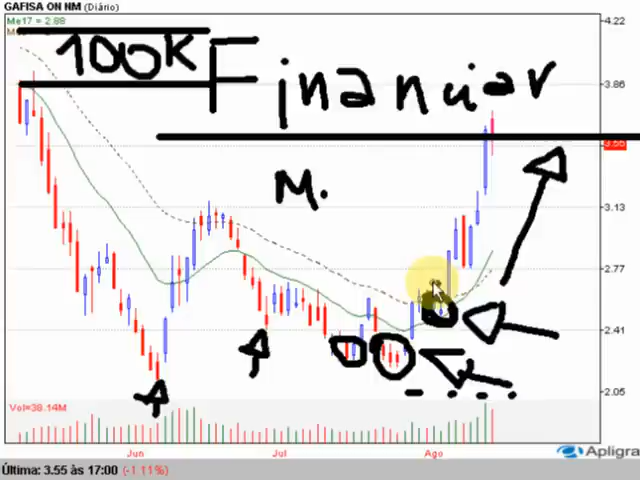 GAFISA ON NM (Diário)
Me17 = 2.88
4.22
100K
Financiar
3.86
3.55
M.
3.13
2.77
2.41
2.05
Vol=38.14M
Jun Jul Ago
Apligra
Última: 3.55 às 17:00 (-1.11%)